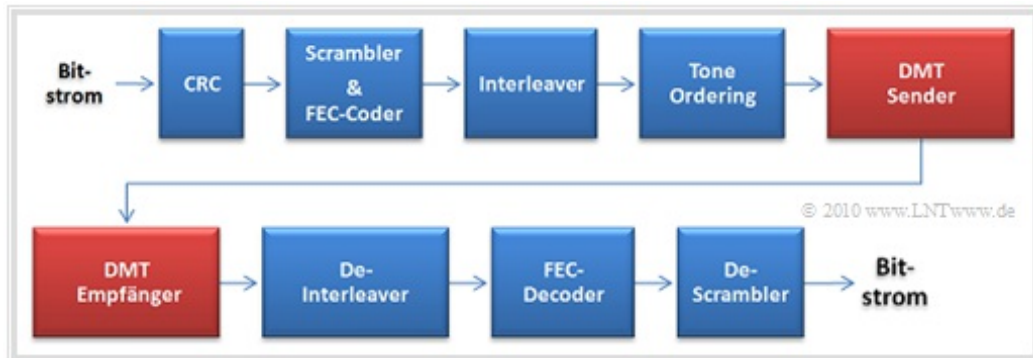 Bit-
strom
CRC
Scrambler
&
FEC-Coder
Interleaver
Tone
Ordering
DMT
Sender
© 2010 www.LNTwww.de
DMT
Empfänger
De-
Interleaver
FEC-
Decoder
De-
Scrambler
Bit-
strom